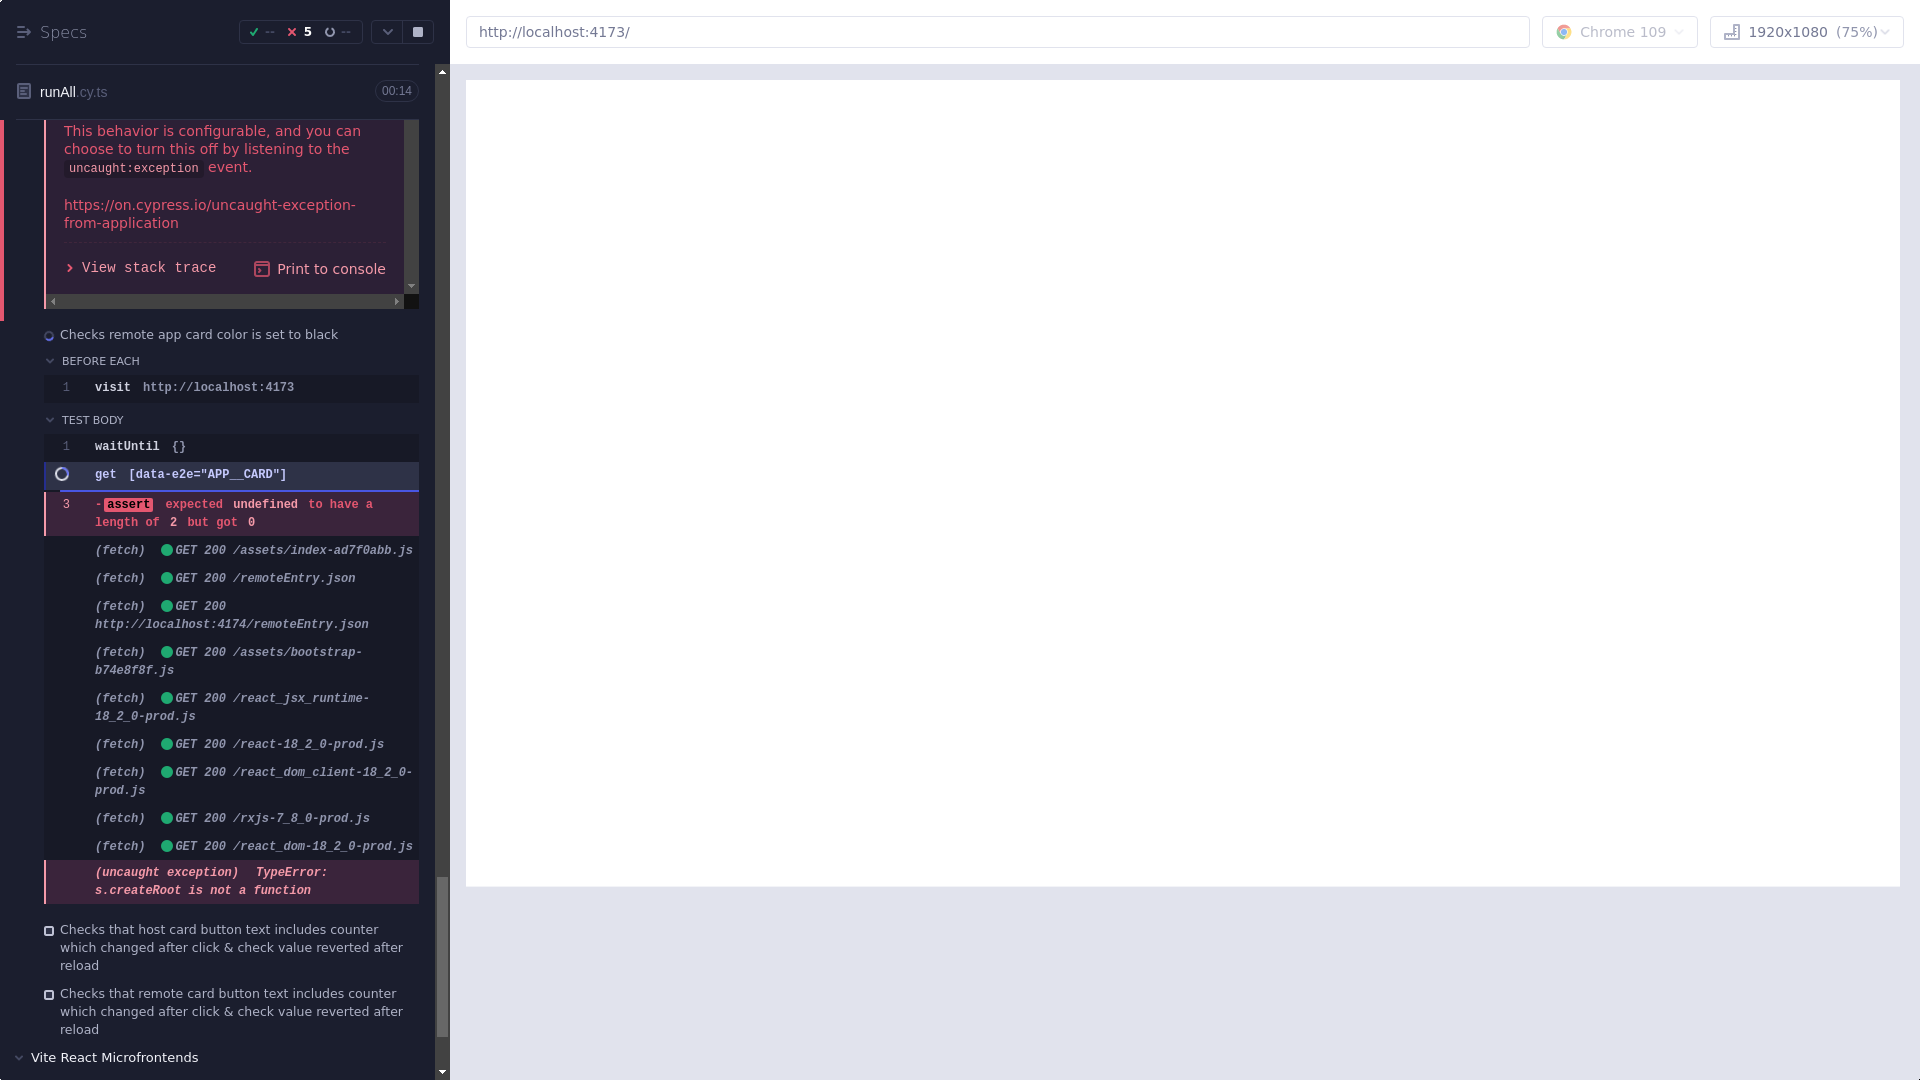 Specs
-- 5 --
http://localhost:4173/
Chrome 109
1920x1080 (75%)
runAll.cy.ts
00:14
This behavior is configurable, and you can
choose to turn this off by listening to the
uncaught:exception event.
https://on.cypress.io/uncaught-exception-
from-application
View stack trace
Print to console
Checks remote app card color is set to black
BEFORE EACH
1 visit http://localhost:4173
TEST BODY
1 waitUntil {}
get [data-e2e="APP__CARD"]
3 -assert expected undefined to have a
length of 2 but got 0
(fetch) GET 200 /assets/index-ad7f0abb.js
(fetch) GET 200 /remoteEntry.json
(fetch) GET 200
http://localhost:4174/remoteEntry.json
(fetch) GET 200 /assets/bootstrap-
b74e8f8f.js
(fetch) GET 200 /react_jsx_runtime-
18_2_0-prod.js
(fetch) GET 200 /react-18_2_0-prod.js
(fetch) GET 200 /react_dom_client-18_2_0-
prod.js
(fetch) GET 200 /rxjs-7_8_0-prod.js
(fetch) GET 200 /react_dom-18_2_0-prod.js
(uncaught exception) TypeError:
s.createRoot is not a function
Checks that host card button text includes counter
which changed after click & check value reverted after
reload
Checks that remote card button text includes counter
which changed after click & check value reverted after
reload
Vite React Microfrontends